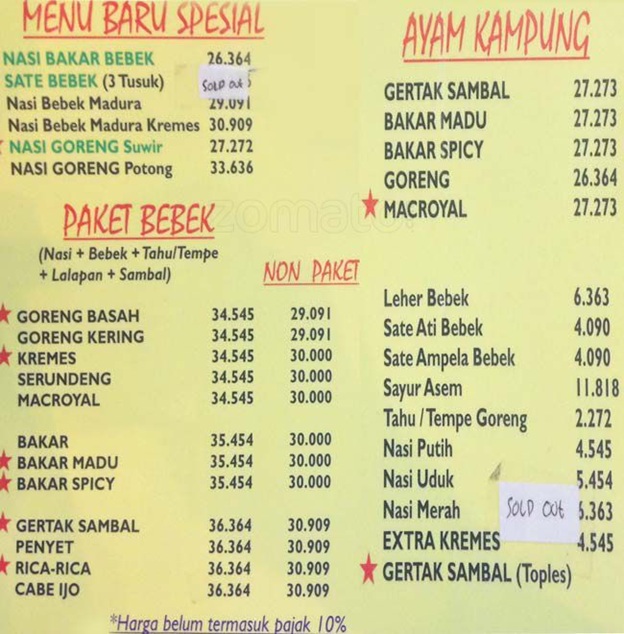 MENU BARU SPESIAL
NASI BAKAR BEBEK 26.364
SATE BEBEK (3 Tusuk) SOLD OUT
Nasi Bebek Madura 29.091
Nasi Bebek Madura Kremes 30.909
NASI GORENG Suwir 27.272
NASI GORENG Potong 33.636
PAKET BEBEK
(Nasi + Bebek + Tahu/Tempe
+ Lalapan + Sambal)
NON PAKET
GORENG BASAH 34.545 29.091
GORENG KERING 34.545 29.091
KREMES 34.545 30.000
SERUNDENG 34.545 30.000
MACROYAL 34.545 30.000
BAKAR 35.454 30.000
BAKAR MADU 35.454 30.000
BAKAR SPICY 35.454 30.000
GERTAK SAMBAL 36.364 30.909
PENYET 36.364 30.909
RICA-RICA 36.364 30.909
CABE IJO 36.364 30.909
*Harga belum termasuk pajak 10%
AYAM KAMPUNG
GERTAK SAMBAL 27.273
BAKAR MADU 27.273
BAKAR SPICY 27.273
GORENG 26.364
MACROYAL 27.273
Leher Bebek 6.363
Sate Ati Bebek 4.090
Sate Ampela Bebek 4.090
Sayur Asem 11.818
Tahu / Tempe Goreng 2.272
Nasi Putih 4.545
Nasi Uduk 5.454
Nasi Merah SOLD OUT 6.363
EXTRA KREMES 4.545
GERTAK SAMBAL (Toples)
zomato